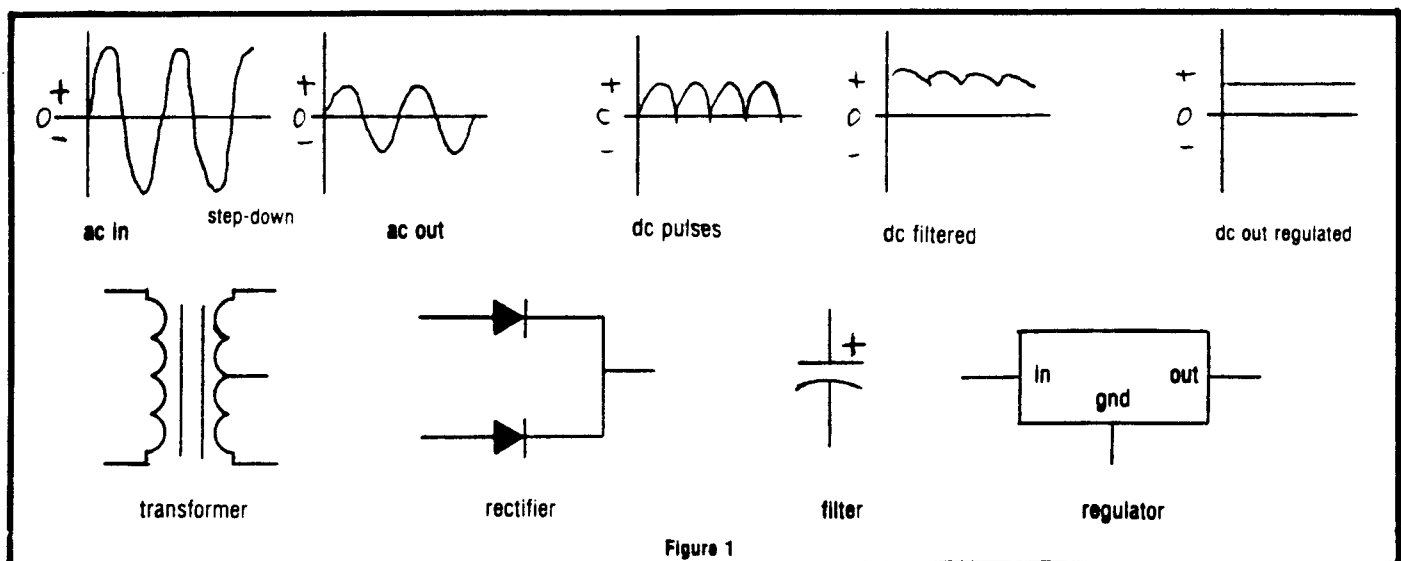 + + + + +
0 0 C 0 0
- - - - -
ac in step-down ac out dc pulses dc filtered dc out regulated
+
in out
gnd
transformer rectifier filter regulator
Figure 1